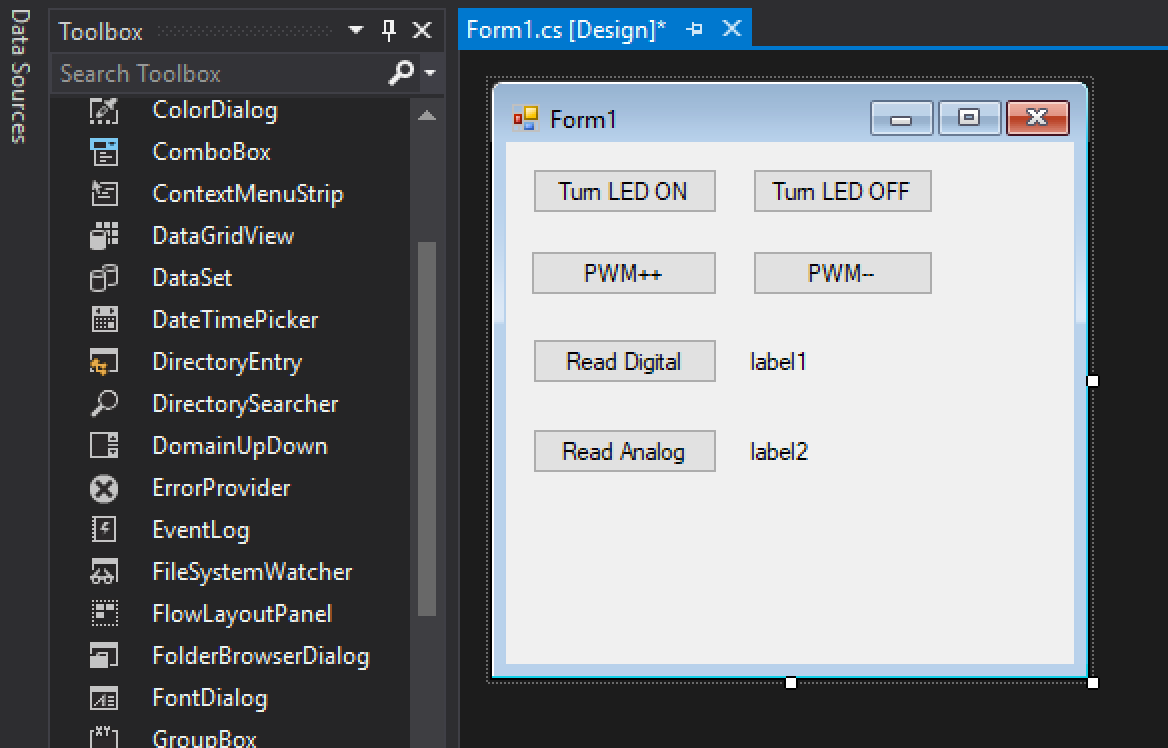 Data Sources
Toolbox
Search Toolbox
ColorDialog
ComboBox
ContextMenuStrip
DataGridView
DataSet
DateTimePicker
DirectoryEntry
DirectorySearcher
DomainUpDown
ErrorProvider
EventLog
FileSystemWatcher
FlowLayoutPanel
FolderBrowserDialog
FontDialog
GroupBox
Form1.cs [Design]*
Form1
Turn LED ON
Turn LED OFF
PWM++
PWM--
Read Digital
label1
Read Analog
label2